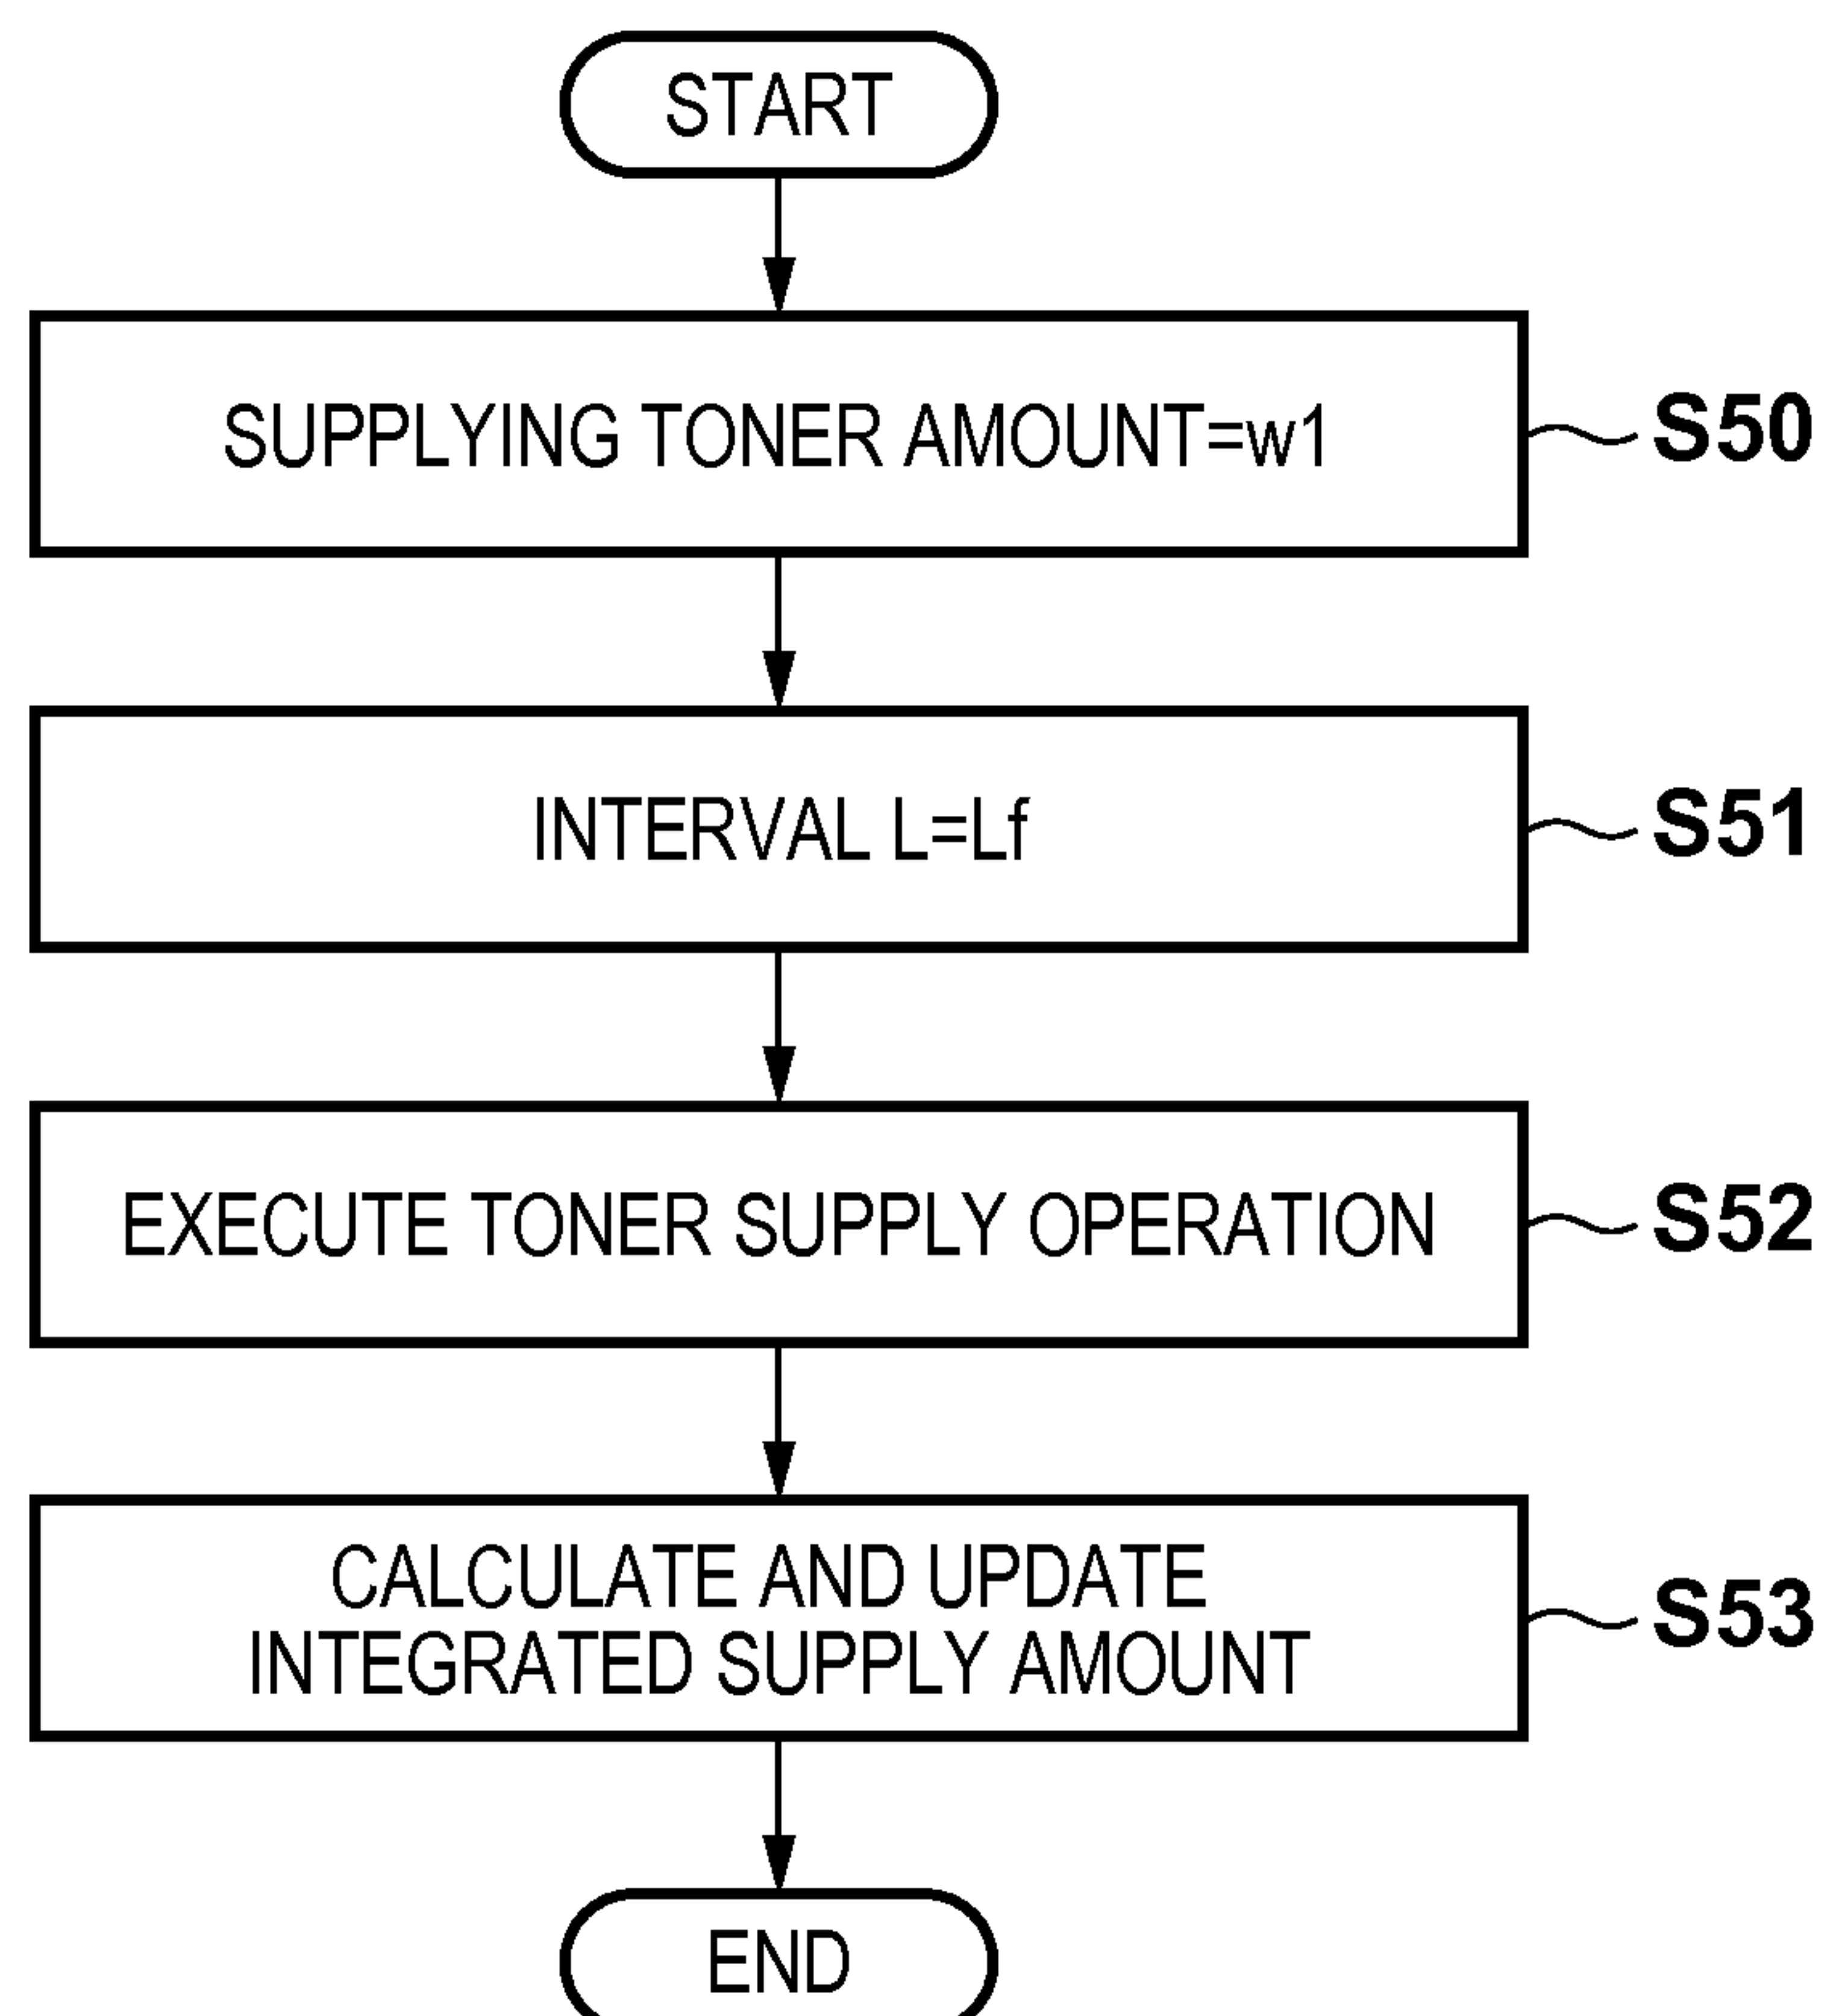 START
SUPPLYING TONER AMOUNT=w1
S50
INTERVAL L=Lf
S51
EXECUTE TONER SUPPLY OPERATION
S52
CALCULATE AND UPDATE
INTEGRATED SUPPLY AMOUNT
S53
END